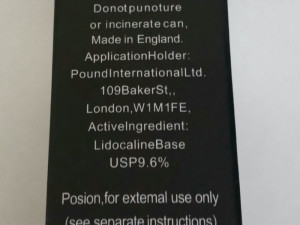 Donotpunoture
or incinerate can,
Made in England.
ApplicationHolder:
PoundInternationalLtd.
109BakerSt,,
London,W1M1FE,
ActiveIngredient:
LidocalineBase
USP9.6%
Posion,for extemal use only
(see separate instructions)